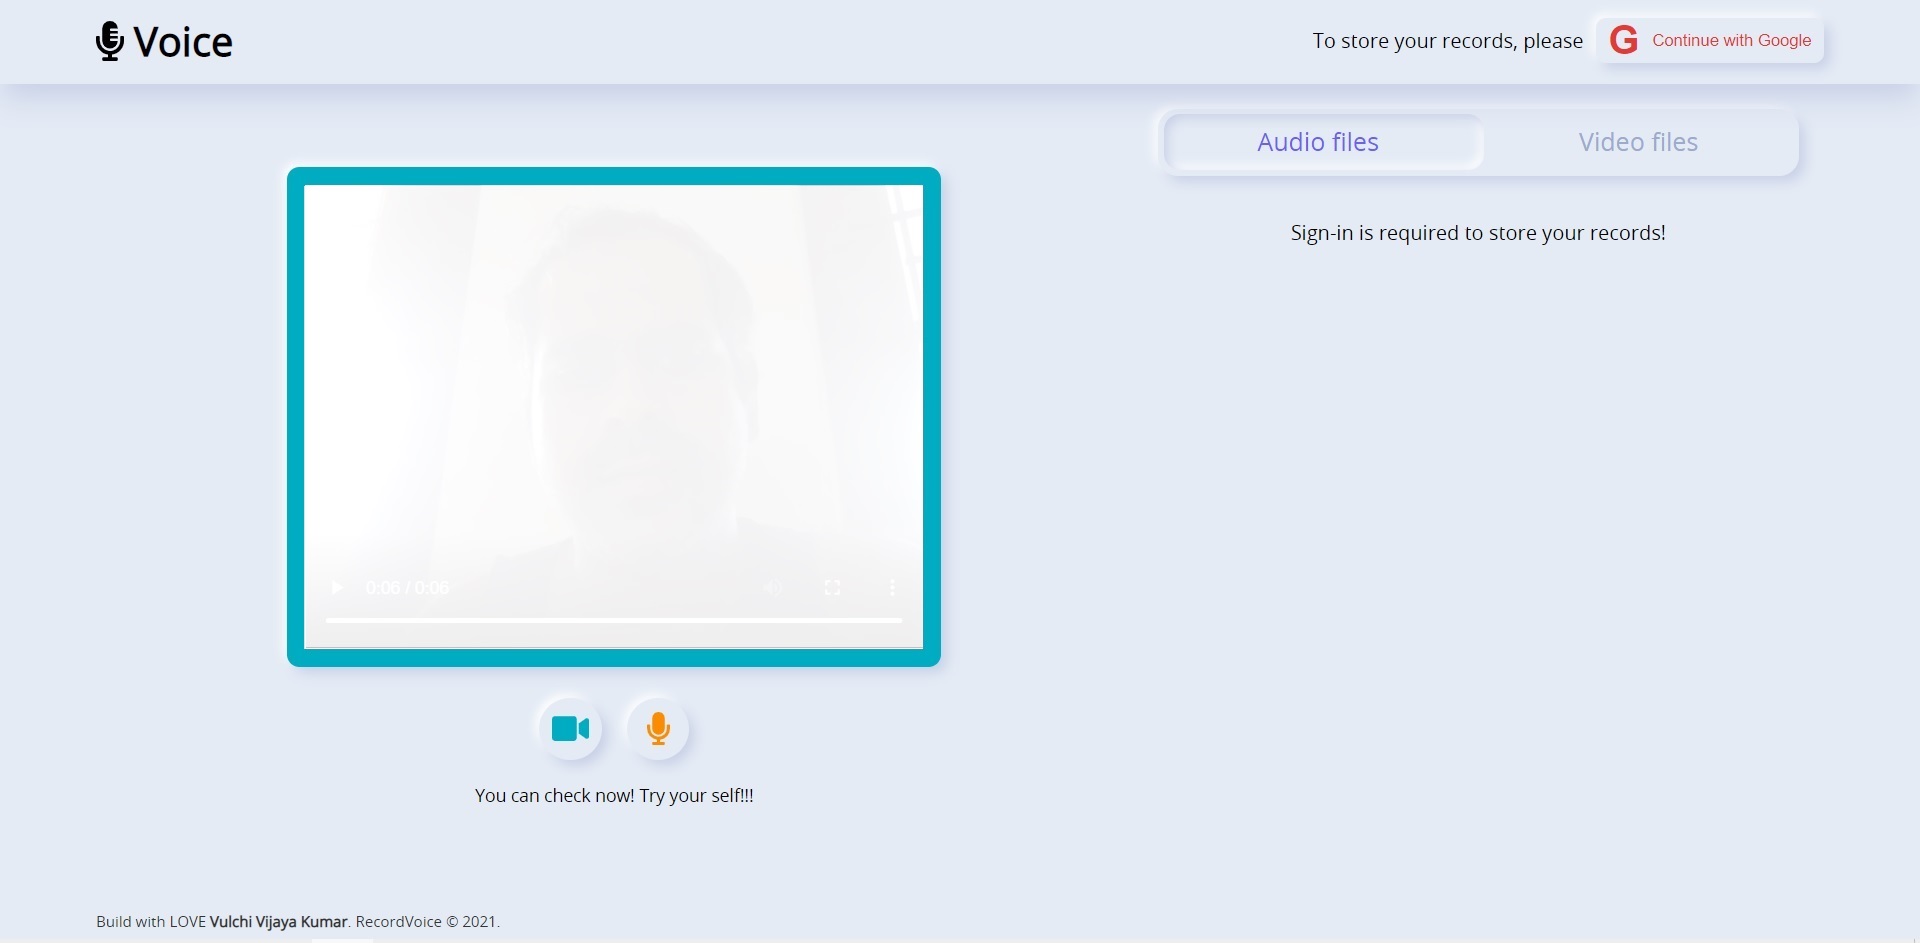 Voice
To store your records, please
G Continue with Google
Audio files
Video files
Sign-in is required to store your records!
0:06 / 0:06
You can check now! Try your self!!!
Build with LOVE Vulchi Vijaya Kumar. RecordVoice © 2021.